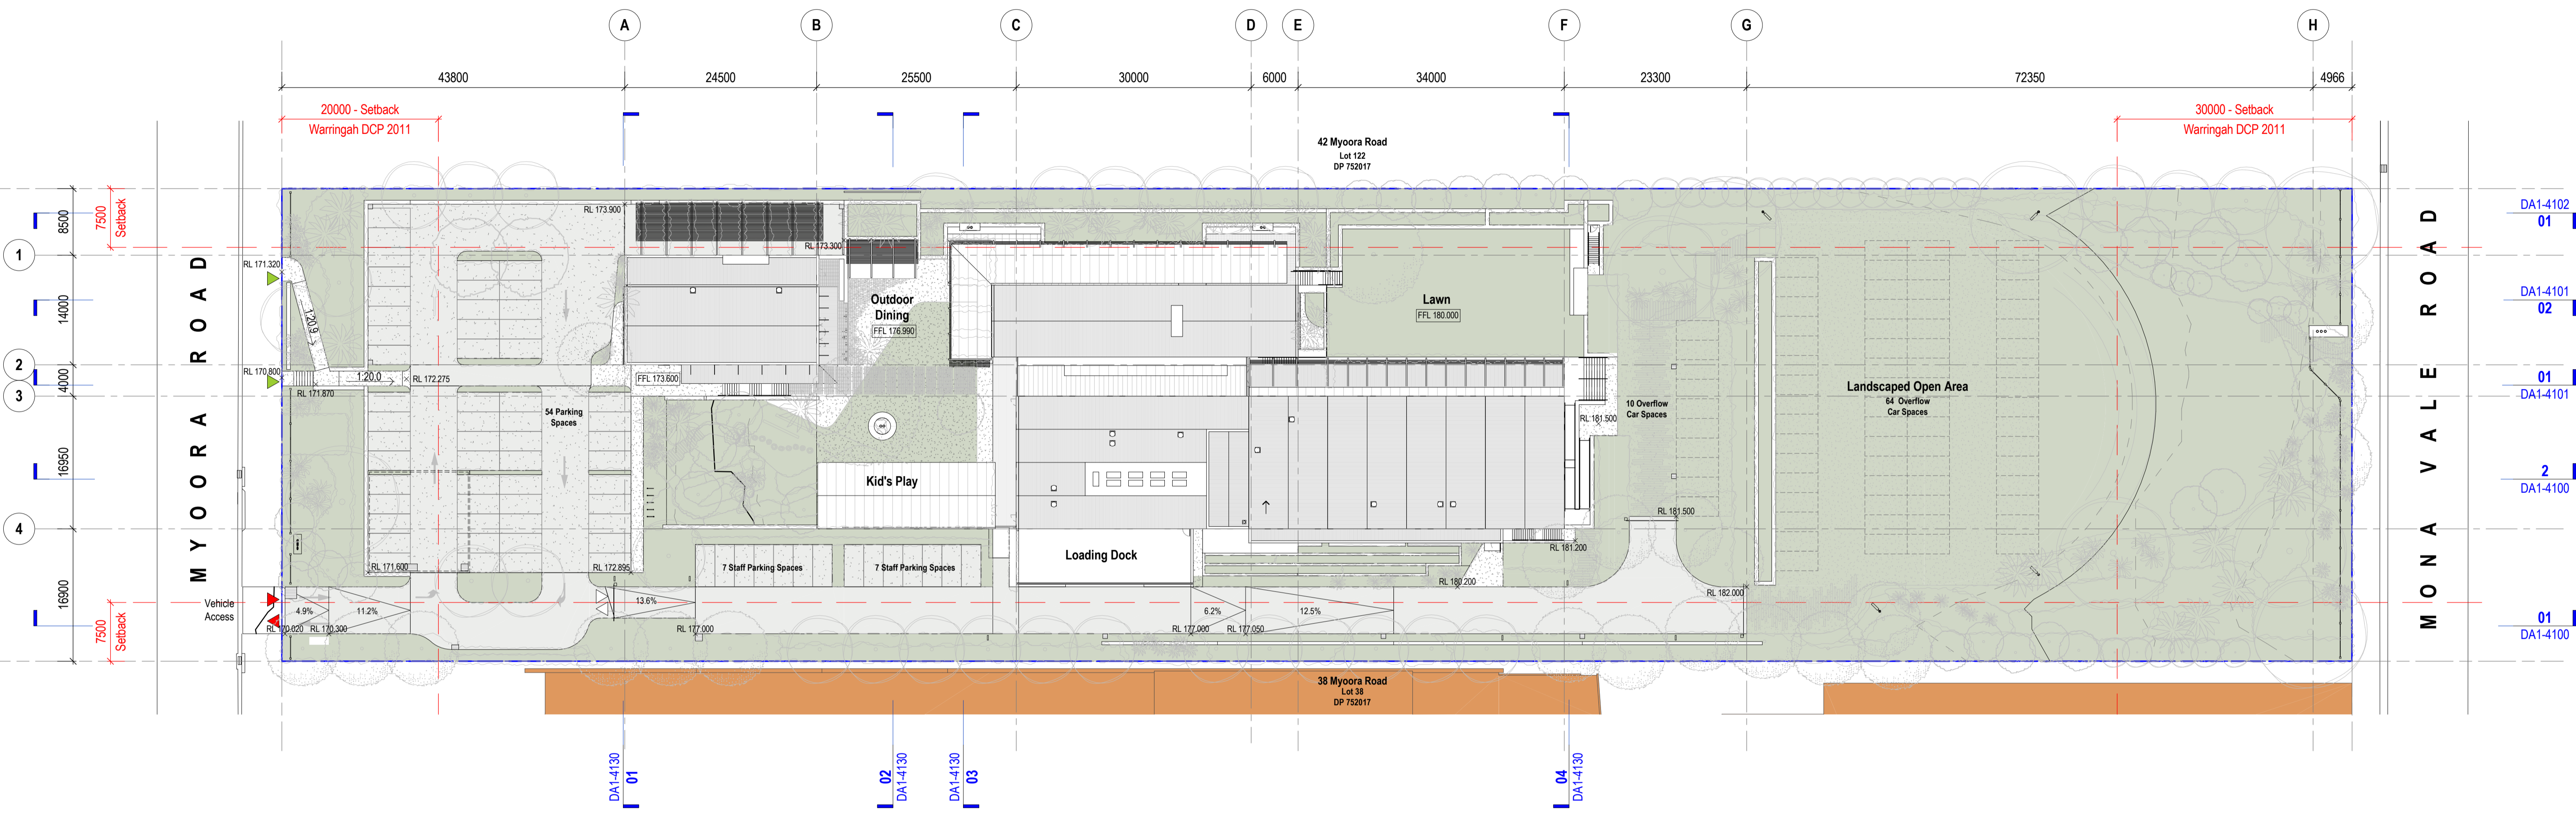 A
B
C
D
E
F
G
H
43800
24500
25500
30000
6000
34000
23300
72350
4966
20000 - Setback
Warringah DCP 2011
30000 - Setback
Warringah DCP 2011
42 Myoora Road
Lot 122
DP 752017
8500
7500
Setback
1
14000
2
4000
3
16950
4
16900
7500
Setback
MYOORA ROAD
MONA VALE ROAD
DA1-4102
01
DA1-4101
02
01
DA1-4101
2
DA1-4100
01
DA1-4100
RL 173.900
RL 173.300
RL 171.320
1:20.9
RL 170.800
1:20.0
RL 172.275
RL 171.870
FFL 173.600
Outdoor
Dining
FFL 176.990
Lawn
FFL 180.000
54 Parking
Spaces
Kid's Play
10 Overflow
Car Spaces
RL 181.500
Landscaped Open Area
64 Overflow
Car Spaces
RL 181.500
RL 181.200
Loading Dock
7 Staff Parking Spaces
7 Staff Parking Spaces
RL 171.600
RL 172.895
RL 180.200
RL 182.000
Vehicle
Access
4.9%
11.2%
13.6%
6.2%
12.5%
RL 170.020
RL 170.300
RL 177.000
RL 177.000
RL 177.050
38 Myoora Road
Lot 38
DP 752017
DA1-4130
01
02
DA1-4130
DA1-4130
03
04
DA1-4130